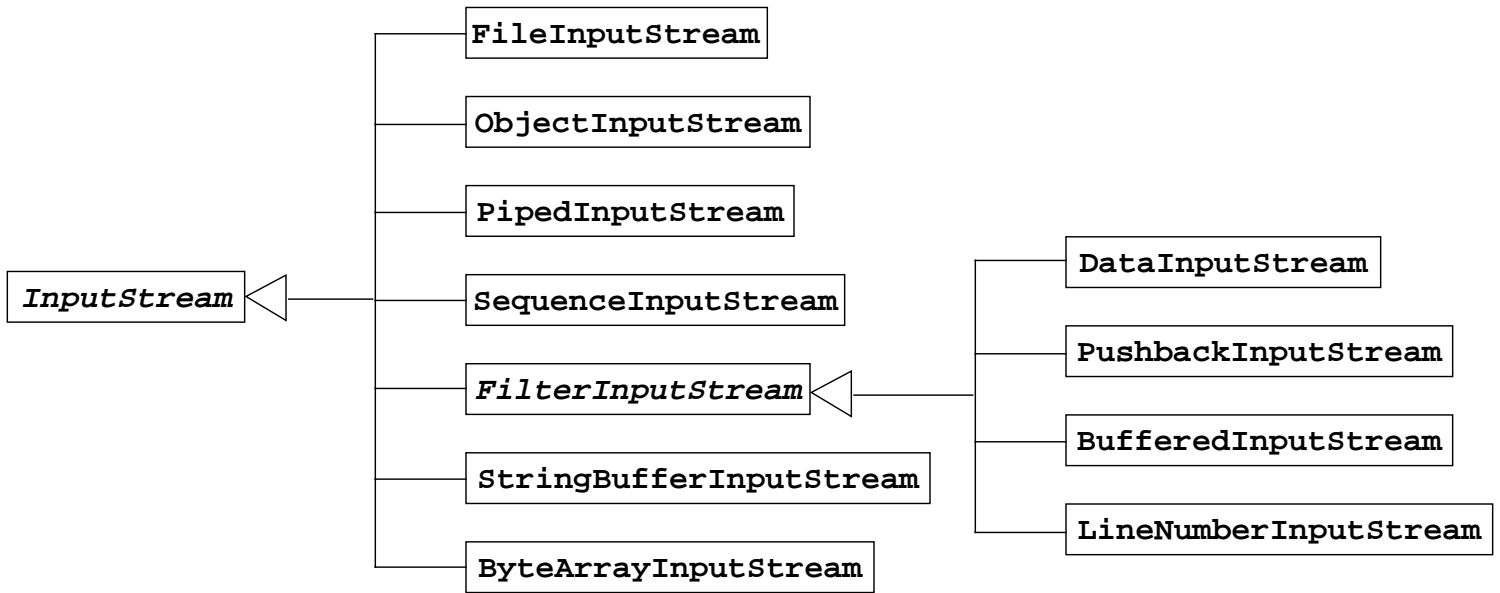 FileInputStream
ObjectInputStream
PipedInputStream
InputStream
SequenceInputStream
FilterInputStream
StringBufferInputStream
ByteArrayInputStream
DataInputStream
PushbackInputStream
BufferedInputStream
LineNumberInputStream